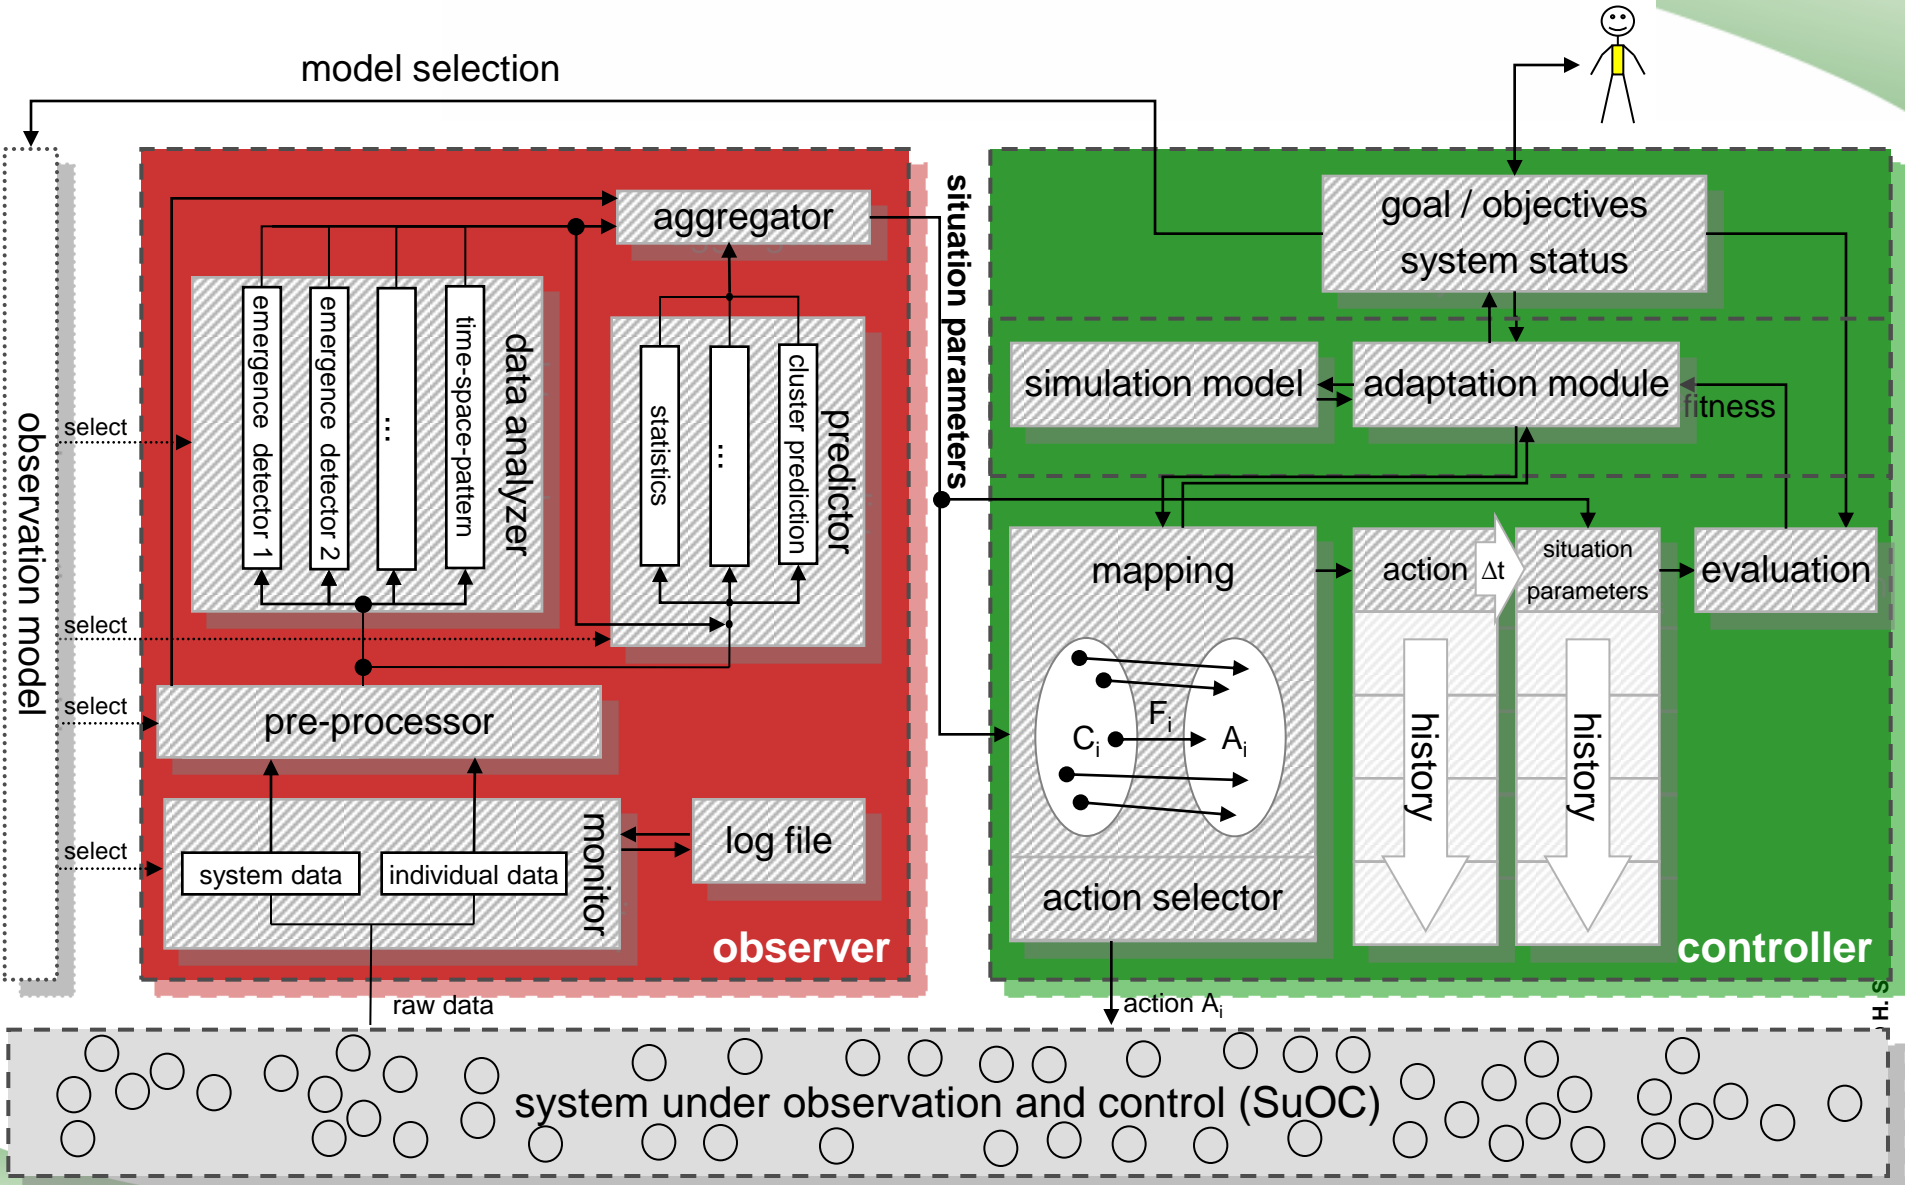 model selection
observation model
select
select
select
select
aggregator
emergence detector 1
emergence detector 2
...
time-space-pattern
data analyzer
statistics
...
cluster prediction
predictor
pre-processor
system data
individual data
monitor
log file
observer
raw data
situation parameters
goal / objectives
system status
simulation model
adaptation module
fitness
mapping
Ci
Fi
Ai
action selector
action
Δt
situation
parameters
evaluation
history
history
controller
action Ai
H. S
system under observation and control (SuOC)